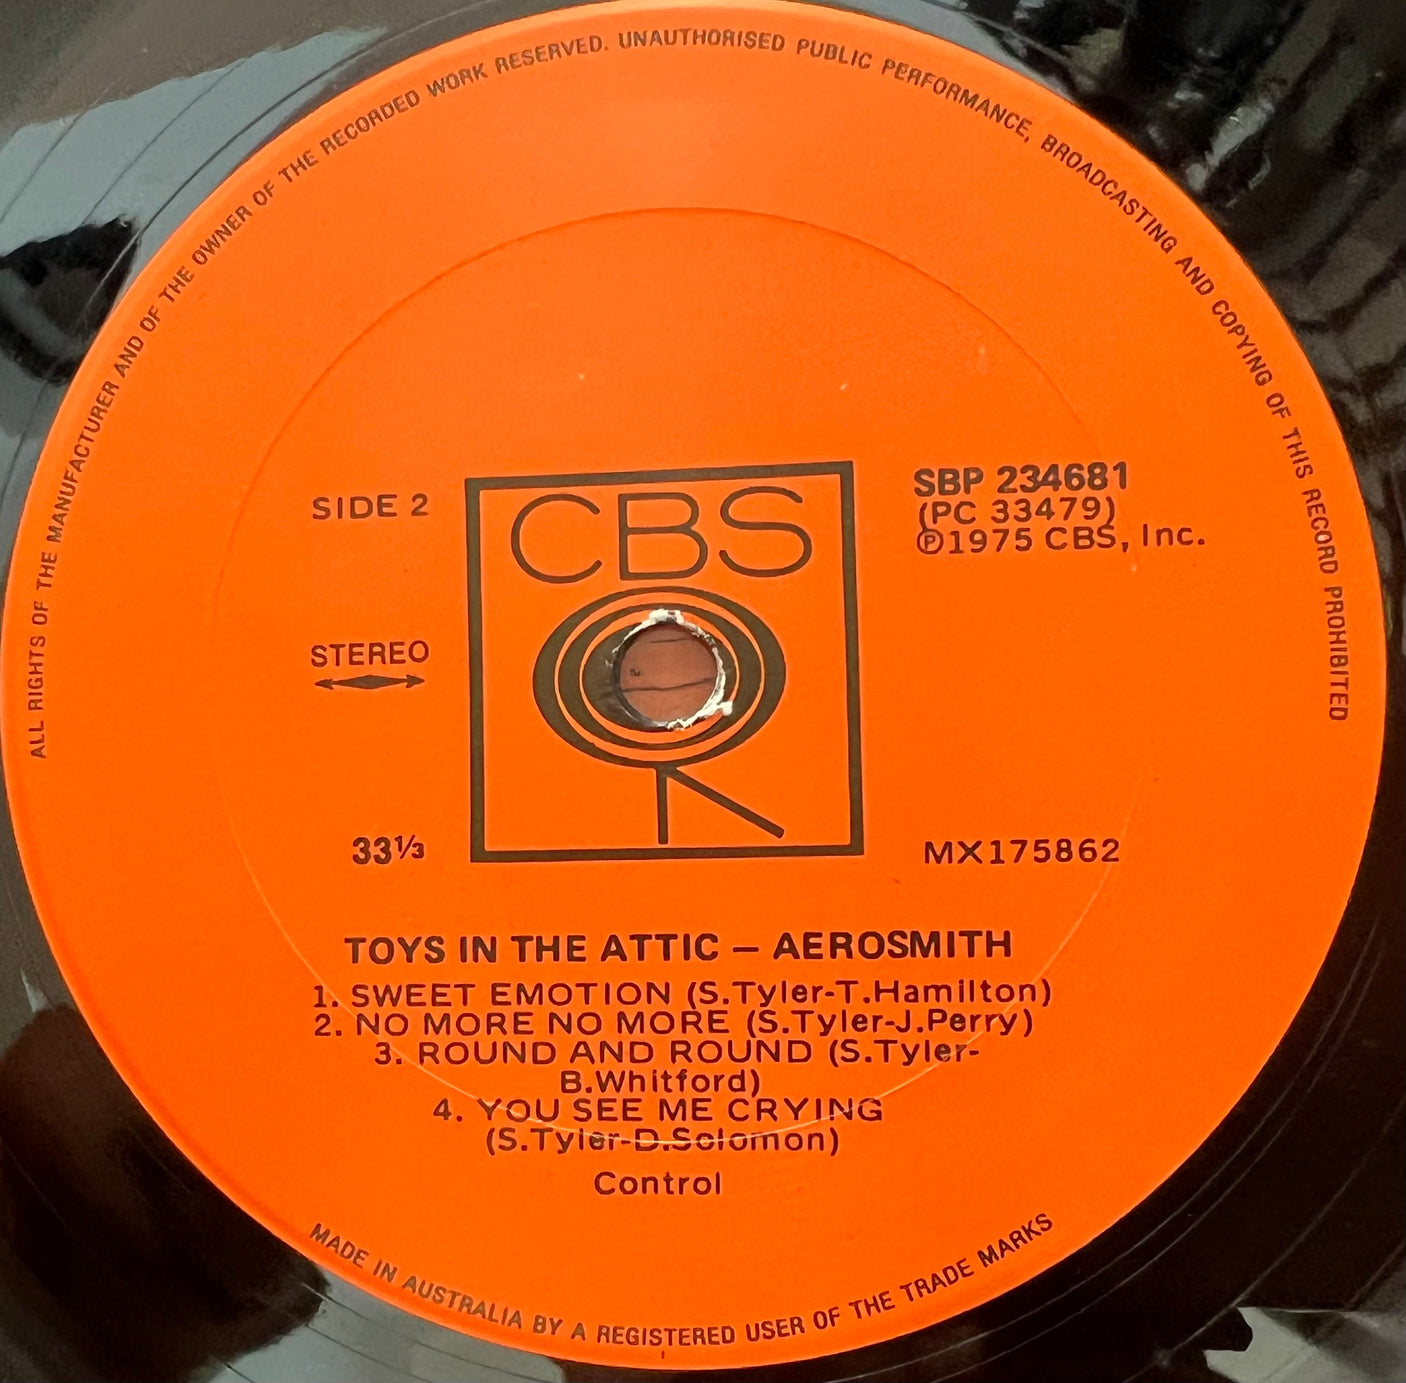 ALL RIGHTS OF THE MANUFACTURER AND OF THE OWNER OF THE RECORDED WORK RESERVED. UNAUTHORISED PUBLIC PERFORMANCE, BROADCASTING AND COPYING OF THIS RECORD PROHIBITED
SIDE 2
CBS
SBP 234681
(PC 33479)
℗1975 CBS, Inc.
STEREO
33⅓
MX175862
TOYS IN THE ATTIC – AEROSMITH
1. SWEET EMOTION (S.Tyler-T.Hamilton)
2. NO MORE NO MORE (S.Tyler-J.Perry)
3. ROUND AND ROUND (S.Tyler-
B.Whitford)
4. YOU SEE ME CRYING
(S.Tyler-D.Solomon)
Control
MADE IN AUSTRALIA BY A REGISTERED USER OF THE TRADE MARKS